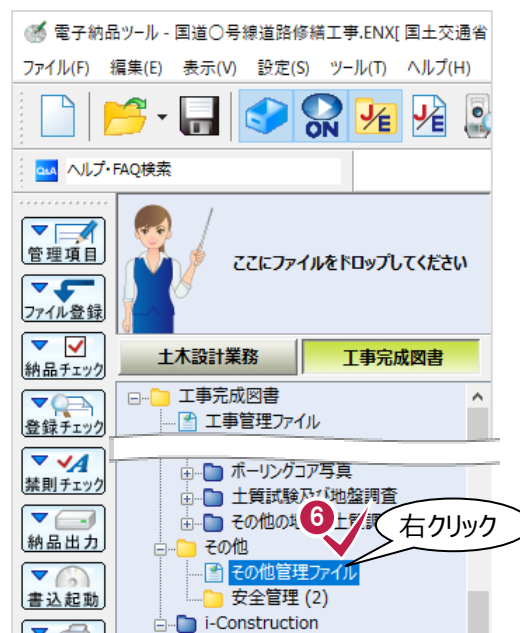 電子納品ツール - 国道〇号線道路修繕工事.ENX[ 国土交通省
ファイル(F) 編集(E) 表示(V) 設定(S) ツール(T) ヘルプ(H)
ON J/E J/E
Q&A ヘルプ・FAQ検索
管理項目
ファイル登録
納品チェック
登録チェック
禁則チェック
納品出力
書込起動
ここにファイルをドロップしてください
土木設計業務 工事完成図書
工事完成図書
工事管理ファイル
ボーリングコア写真
土質試験及び地盤調査
その他の地
6
右クリック
その他
その他管理ファイル
安全管理 (2)
i-Construction